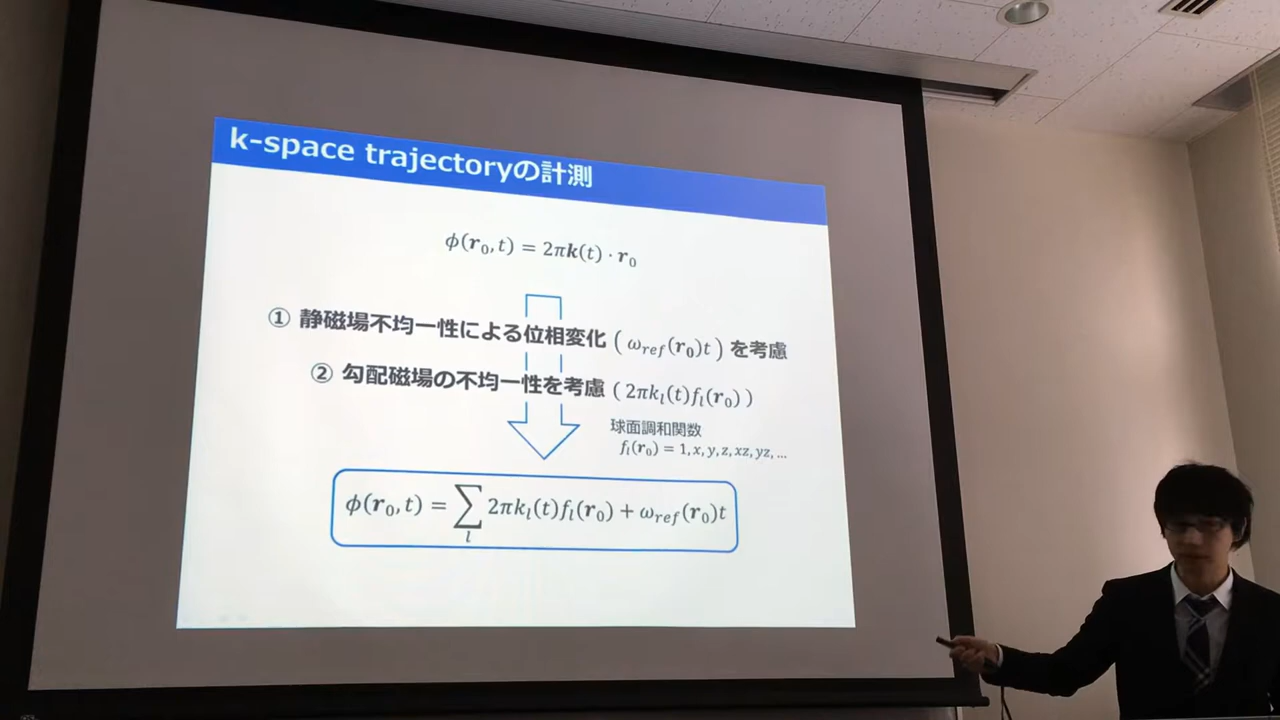 k-space trajectoryの計測
ϕ(r₀,t) = 2πk(t)·r₀
① 静磁場不均一性による位相変化 ( ω_ref(r₀)t ) を考慮
② 勾配磁場の不均一性を考慮 ( 2πk_l(t)f_l(r₀) )
球面調和関数
f_l(r₀) = 1, x, y, z, xz, yz, ...
ϕ(r₀,t) = ∑_l 2πk_l(t)f_l(r₀) + ω_ref(r₀)t